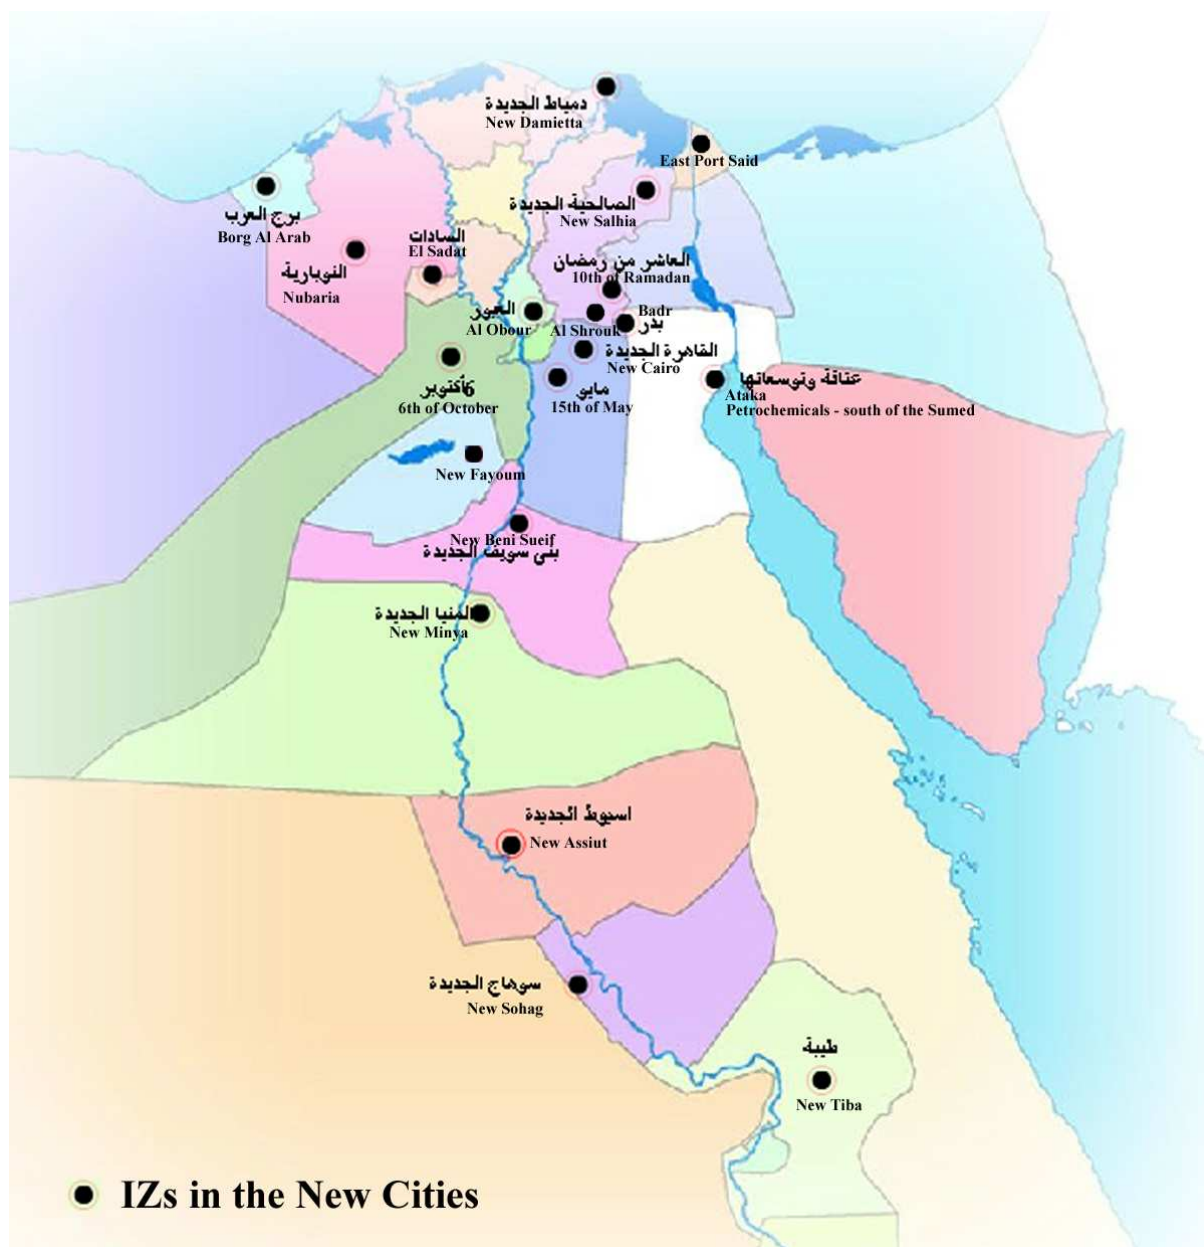 دمياط الجديدة
New Damietta
East Port Said
الصالحية الجديدة
New Salhia
برج العرب
Borg Al Arab
السادات
El Sadat
النوبارية
Nubaria
العاشر من رمضان
10th of Ramadan
العبور
Al Obour
Al Shrouk
Badr
بدر
القاهرة الجديدة
New Cairo
6أكتوبر
6th of October
مايو
15th of May
عتاقة وتوسعاتها
Ataka
Petrochemicals - south of the Sumed
New Fayoum
New Beni Sueif
بنى سويف الجديدة
المنيا الجديدة
New Minya
اسيوط الجديدة
New Assiut
سوهاج الجديدة
New Sohag
طيبة
New Tiba
IZs in the New Cities